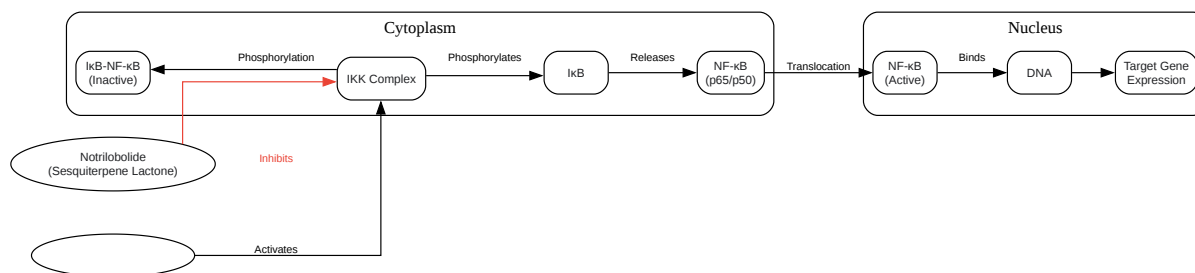 Cytoplasm
Nucleus
IκB-NF-κB
(Inactive)
Phosphorylation
IKK Complex
Phosphorylates
IκB
Releases
NF-κB
(p65/p50)
Translocation
NF-κB
(Active)
Binds
DNA
Target Gene
Expression
Notrilobolide
(Sesquiterpene Lactone)
Inhibits
Activates